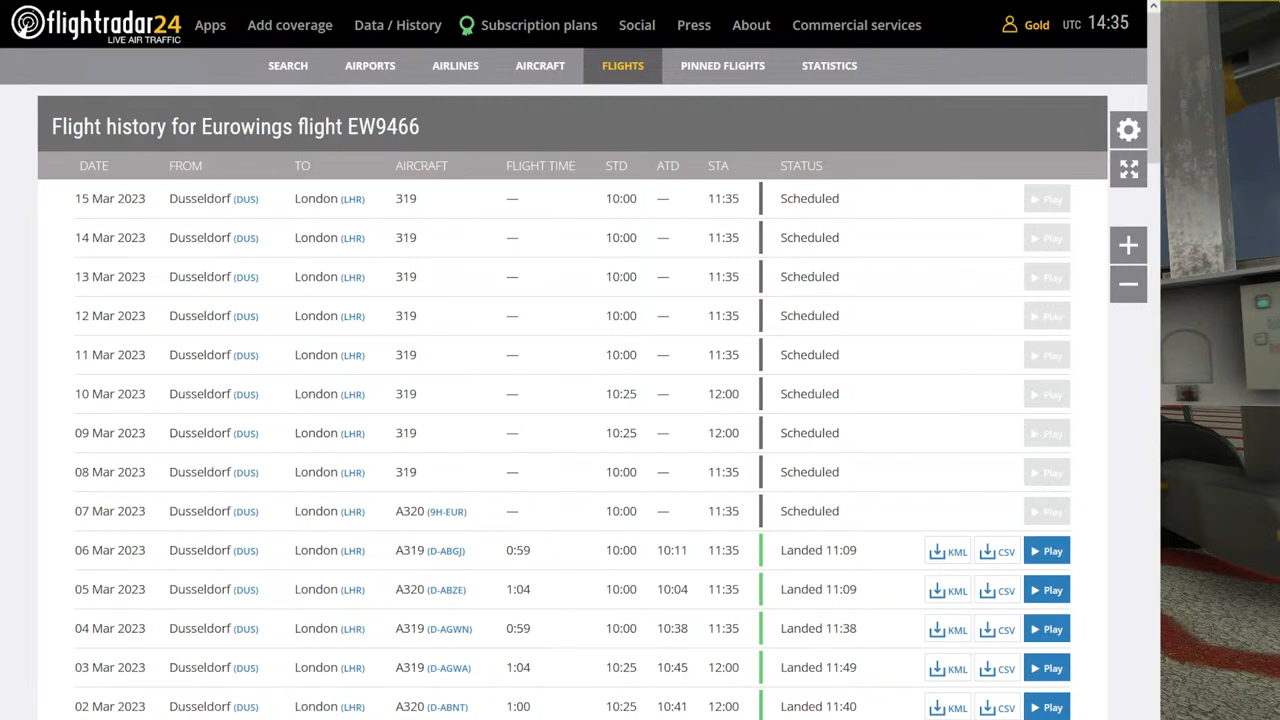 flightradar24 Apps Add coverage Data / History Subscription plans Social Press About Commercial services Gold UTC 14:35
LIVE AIR TRAFFIC
SEARCH AIRPORTS AIRLINES AIRCRAFT FLIGHTS PINNED FLIGHTS STATISTICS
Flight history for Eurowings flight EW9466
DATE FROM TO AIRCRAFT FLIGHT TIME STD ATD STA STATUS
15 Mar 2023 Dusseldorf (DUS) London (LHR) 319 — 10:00 — 11:35 Scheduled Play
14 Mar 2023 Dusseldorf (DUS) London (LHR) 319 — 10:00 — 11:35 Scheduled Play
13 Mar 2023 Dusseldorf (DUS) London (LHR) 319 — 10:00 — 11:35 Scheduled Play
12 Mar 2023 Dusseldorf (DUS) London (LHR) 319 — 10:00 — 11:35 Scheduled Play
11 Mar 2023 Dusseldorf (DUS) London (LHR) 319 — 10:00 — 11:35 Scheduled Play
10 Mar 2023 Dusseldorf (DUS) London (LHR) 319 — 10:25 — 12:00 Scheduled Play
09 Mar 2023 Dusseldorf (DUS) London (LHR) 319 — 10:25 — 12:00 Scheduled Play
08 Mar 2023 Dusseldorf (DUS) London (LHR) 319 — 10:00 — 11:35 Scheduled Play
07 Mar 2023 Dusseldorf (DUS) London (LHR) A320 (9H-EUR) — 10:00 — 11:35 Scheduled Play
06 Mar 2023 Dusseldorf (DUS) London (LHR) A319 (D-ABGJ) 0:59 10:00 10:11 11:35 Landed 11:09 KML CSV Play
05 Mar 2023 Dusseldorf (DUS) London (LHR) A320 (D-ABZE) 1:04 10:00 10:04 11:35 Landed 11:09 KML CSV Play
04 Mar 2023 Dusseldorf (DUS) London (LHR) A319 (D-AGWN) 0:59 10:00 10:38 11:35 Landed 11:38 KML CSV Play
03 Mar 2023 Dusseldorf (DUS) London (LHR) A319 (D-AGWA) 1:04 10:25 10:45 12:00 Landed 11:49 KML CSV Play
02 Mar 2023 Dusseldorf (DUS) London (LHR) A320 (D-ABNT) 1:00 10:25 10:41 12:00 Landed 11:40 KML CSV Play